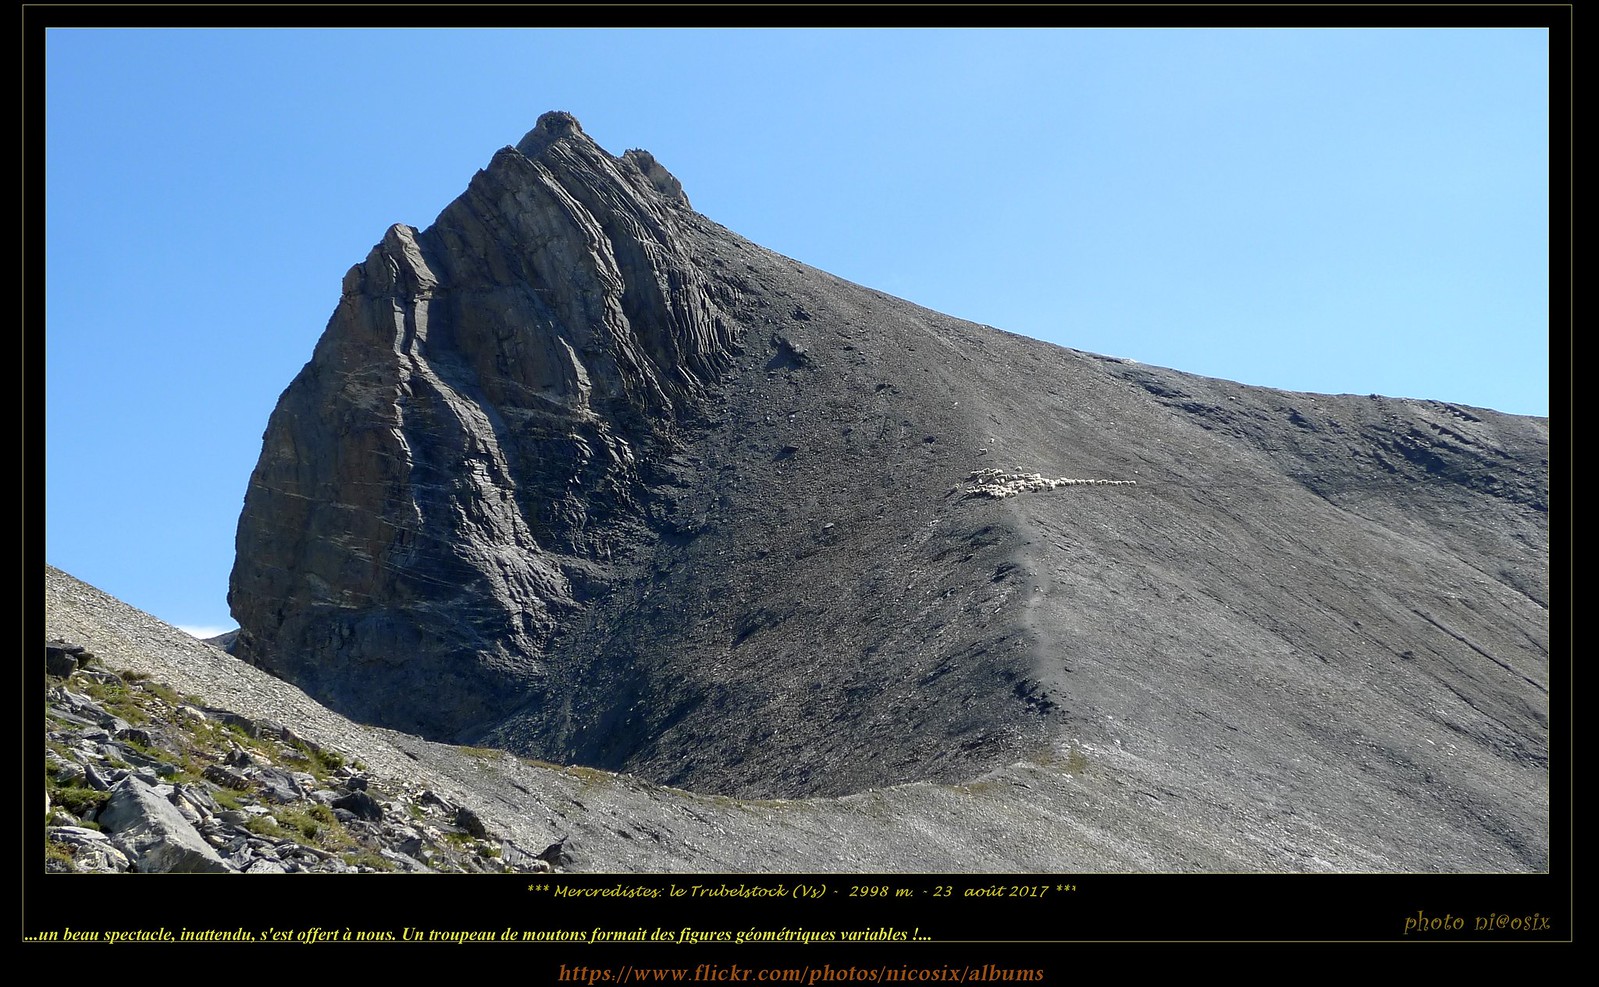 *** Mercredistes: le Trubelstock (Vs) - 2998 m. - 23 août 2017 ***
photo ni@osix
...un beau spectacle, inattendu, s'est offert à nous. Un troupeau de moutons formait des figures géométriques variables !...
https://www.flickr.com/photos/nicosix/albums